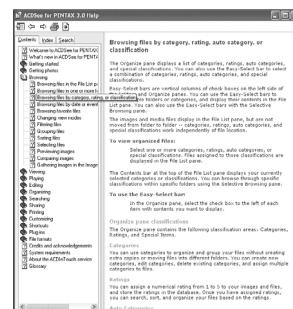 ACDSee for PENTAX 3.0 Help
Contents
Index
Search
Welcome to ACDSee for PENTAX
What's new in ACDSee for PENTAX
Getting started
Getting photos
Browsing
Browsing files in the File List p
Browsing files in one or more f
Browsing files by category, rating, or classification
Browsing files by date or event
Browsing favorites
Changing view modes
Filtering files
Grouping files
Sorting files
Selecting files
Previewing images
Comparing images
Gathering images in the Image
Viewing
Playing
Editing
Organizing
Searching
Sharing
Printing
Customizing
Shortcuts
Plug-ins
File formats
Credits and acknowledgements
System requirements
About the ACDInTouch service
Glossary
Browsing files by category, rating, auto category, or
classification
The Organize pane displays a list of categories, ratings, auto categories,
and special classifications. You can also use the Easy-Select bar to select
a combination of categories, ratings, auto categories, and special
classifications.
Easy-Select bars are vertical columns of check boxes on the left side of
and Organize panes. You can use the Easy-Select bars to
folders or categories, and display their contents in the File
List pane. You can also use the Easy-Select bars with the Selective
Browsing pane.
The images and media files display in the File List pane, but are not
moved from folder to folder — categories, ratings, auto categories, and
special classifications work independently of file location.
To view organized files:
Select one or more categories, ratings, auto categories, or
special classifications. Files assigned to those classifications are
displayed in the File List pane.
The Contents bar at the top of the File List pane displays your currently
selected categories or classifications. You can browse through specific
classifications within specific folders using the Selective Browsing pane.
To use the Easy-Select bar:
In the Organize pane, select the check box to the left of each
item with contents you want to display.
Organize pane classifications
The Organize pane contains the following classification areas: Categories,
Ratings, and Special Items.
Categories
You can use categories to organize and group your files without creating
extra copies or moving files into different folders. You can create new
categories, edit categories, delete existing categories, and assign multiple
categories to files.
Ratings
You can assign a numerical rating from 1 to 5 to your images and files,
and store the ratings in the database. Once you have assigned ratings,
you can search, sort, and organize your files based on the ratings.
Auto Categories